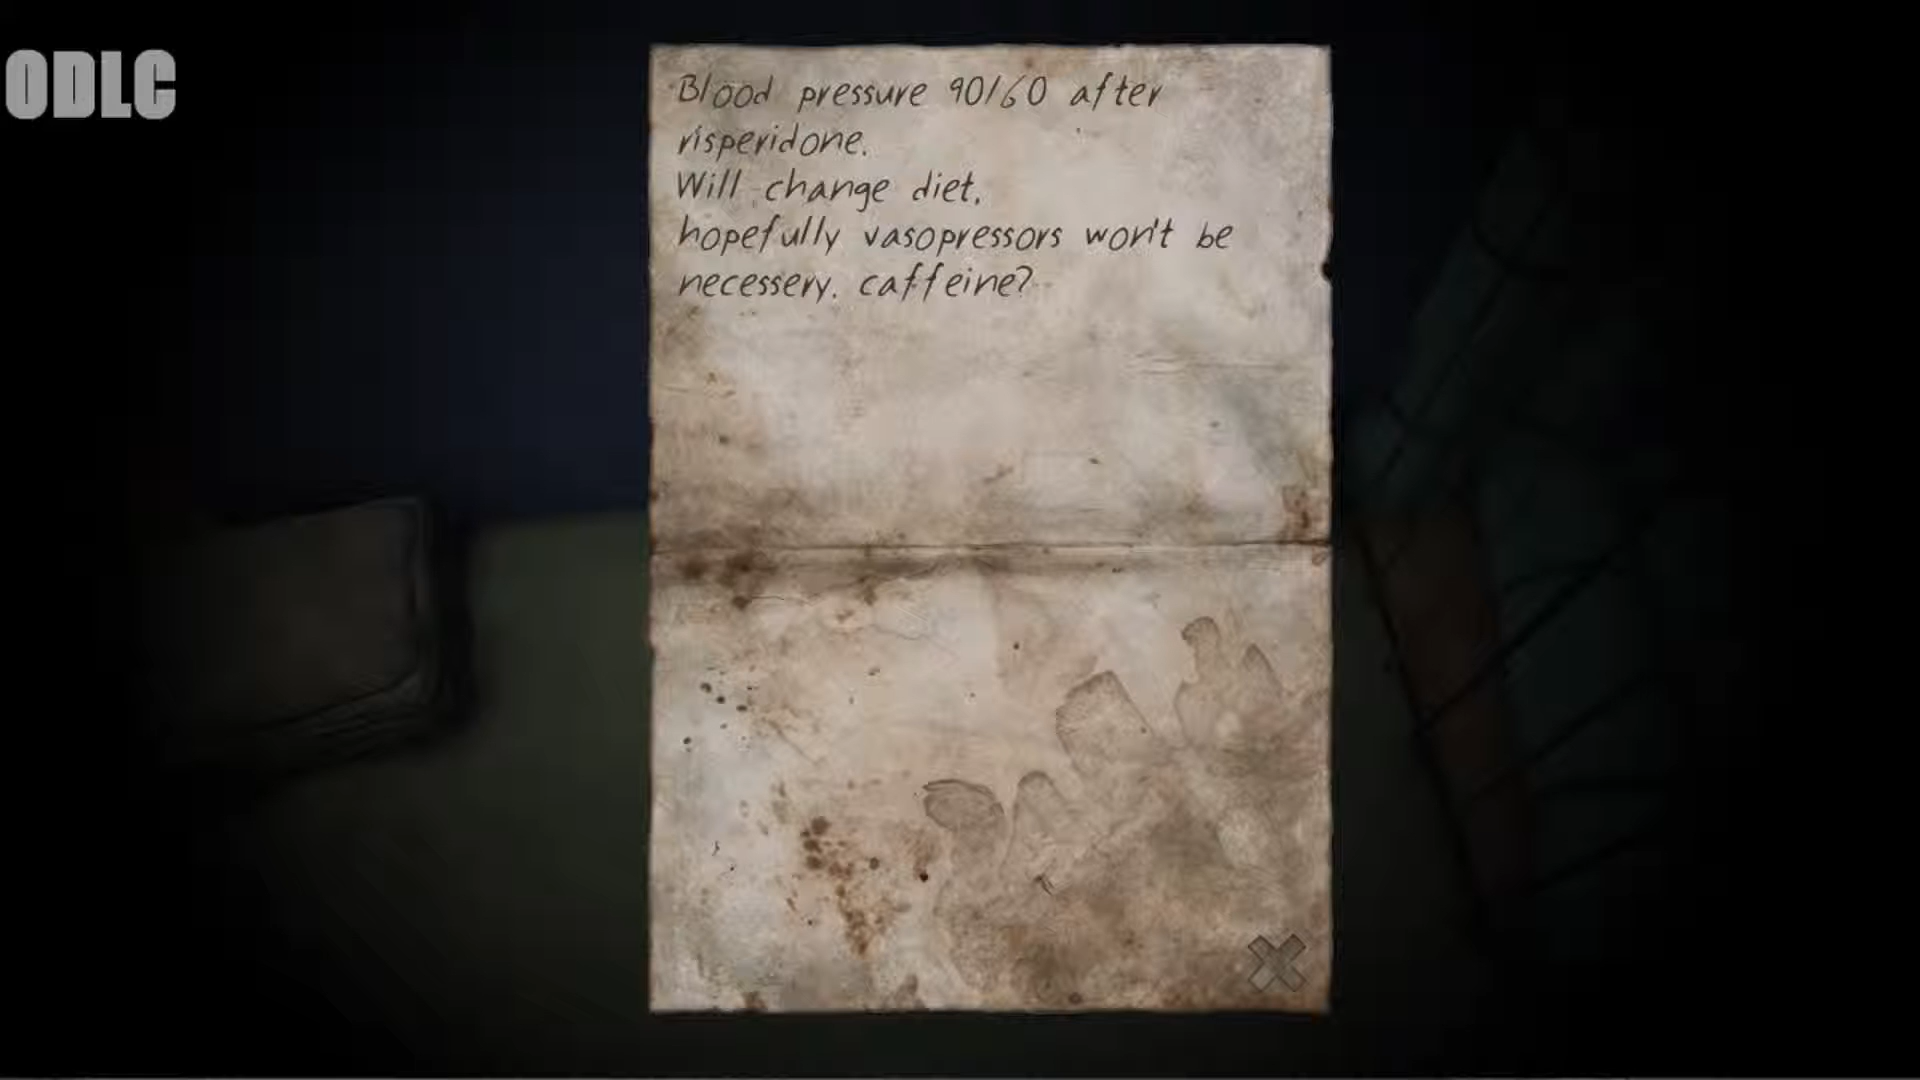 ODLC
Blood pressure 90/60 after
risperidone.
Will change diet,
hopefully vasopressors won't be
necessery. caffeine?